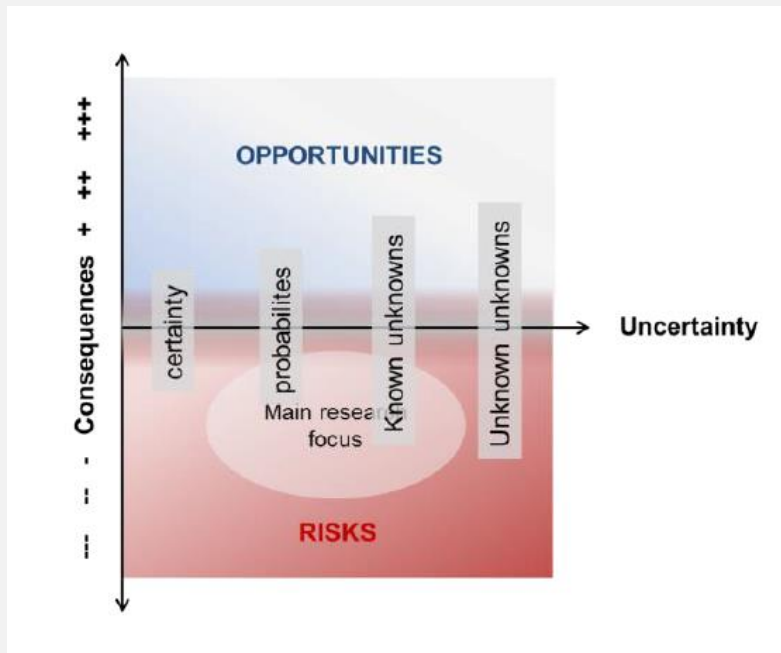 OPPORTUNITIES
--- -- - Consequences + ++ +++
certainty
probabilites
Known unknowns
Unknown unknowns
Uncertainty
Main research
focus
RISKS